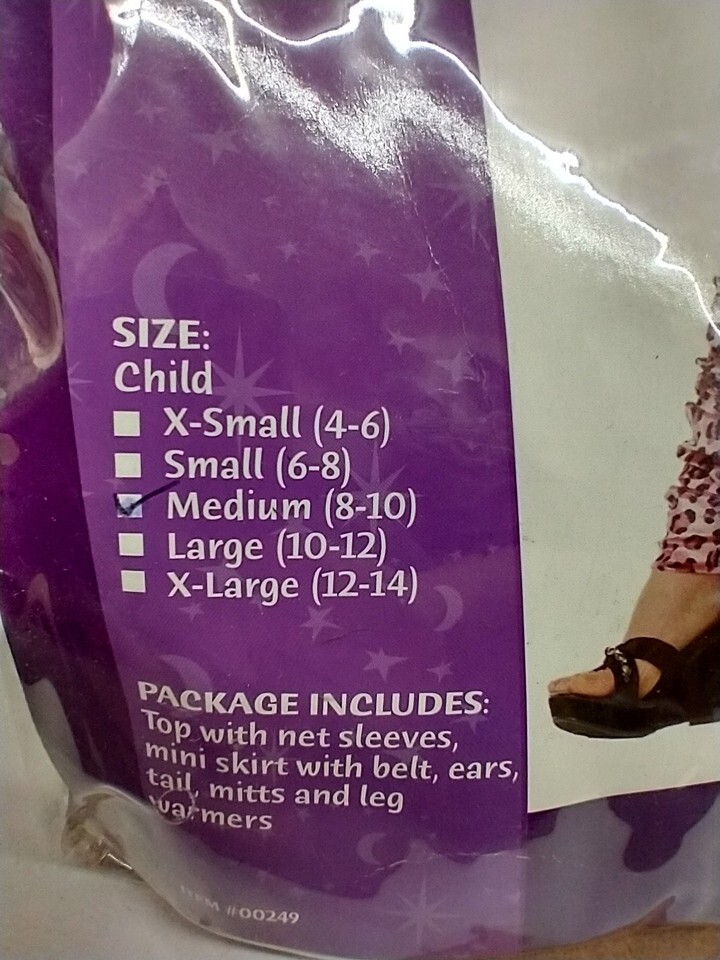 SIZE:
Child
X-Small (4-6)
Small (6-8)
Medium (8-10)
Large (10-12)
X-Large (12-14)
PACKAGE INCLUDES:
Top with net sleeves,
mini skirt with belt, ears,
tail, mitts and leg
warmers
ITEM #00249